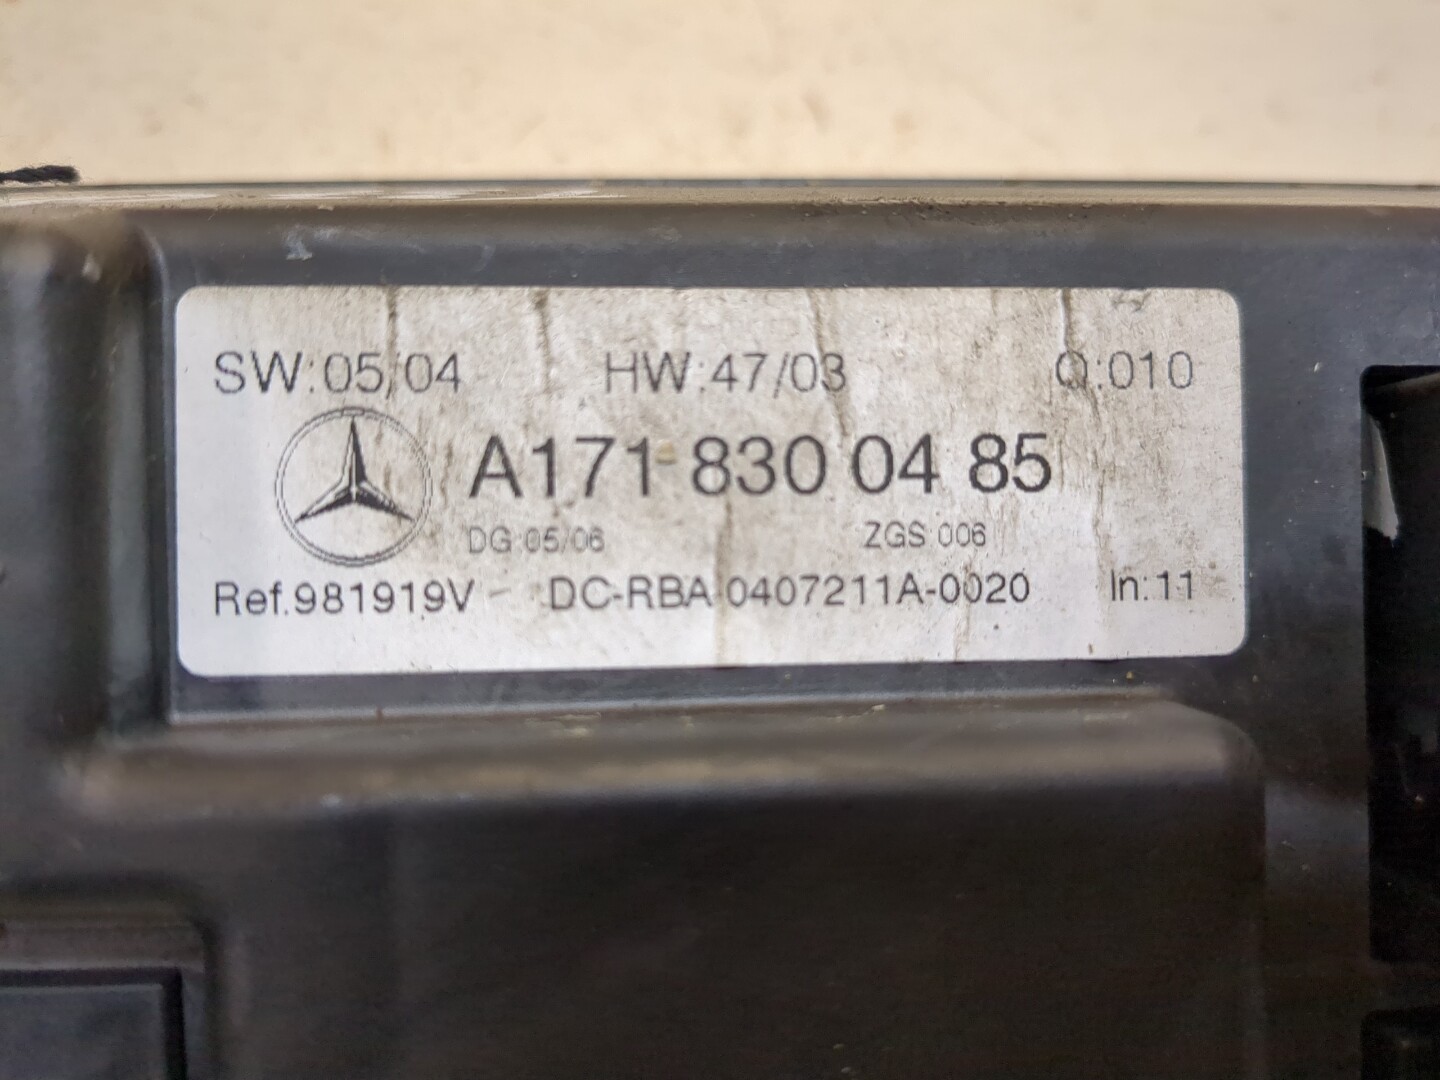 SW:05/04 HW:47/03 Q:010
A171 830 04 85
DG 05/06 ZGS 006
Ref.981919V DC-RBA 0407211A-0020 In:11